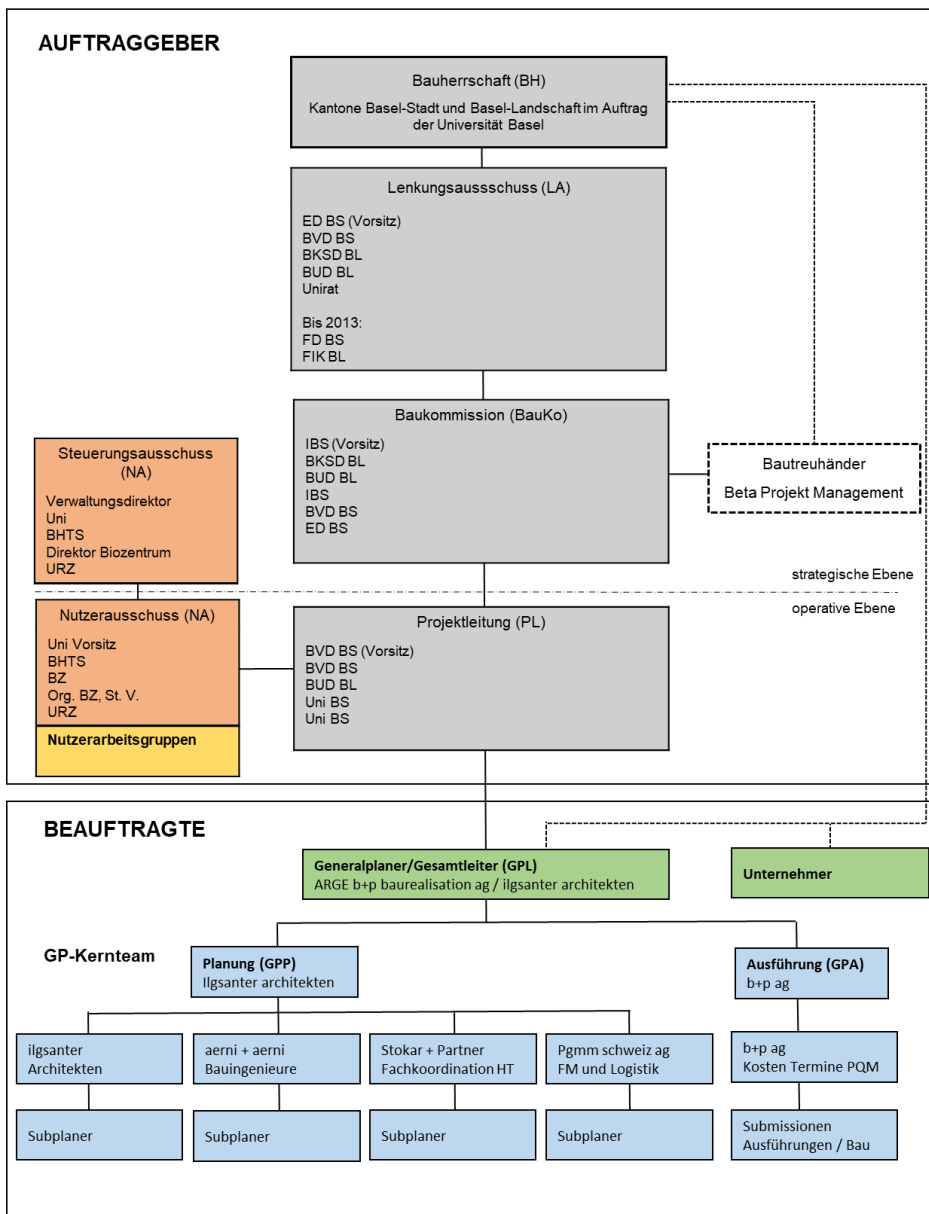 AUFTRAGGEBER
Bauherrschaft (BH)
Kantone Basel-Stadt und Basel-Landschaft im Auftrag
der Universität Basel
Lenkungsaussschuss (LA)
ED BS (Vorsitz)
BVD BS
BKSD BL
BUD BL
Unirat
Bis 2013:
FD BS
FIK BL
Baukommission (BauKo)
IBS (Vorsitz)
BKSD BL
BUD BL
IBS
BVD BS
ED BS
Steuerungsausschuss
(NA)
Verwaltungsdirektor
Uni
BHTS
Direktor Biozentrum
URZ
Bautreuhänder
Beta Projekt Management
strategische Ebene
operative Ebene
Nutzerausschuss (NA)
Uni Vorsitz
BHTS
BZ
Org. BZ, St. V.
URZ
Nutzerarbeitsgruppen
Projektleitung (PL)
BVD BS (Vorsitz)
BVD BS
BUD BL
Uni BS
Uni BS
BEAUFTRAGTE
Generalplaner/Gesamtleiter (GPL)
ARGE b+p baurealisation ag / ilgsanter architekten
Unternehmer
GP-Kernteam
Planung (GPP)
Ilgsanter architekten
Ausführung (GPA)
b+p ag
ilgsanter
Architekten
aerni + aerni
Bauingenieure
Stokar + Partner
Fachkoordination HT
Pgmm schweiz ag
FM und Logistik
b+p ag
Kosten Termine PQM
Subplaner
Subplaner
Subplaner
Subplaner
Submissionen
Ausführungen / Bau